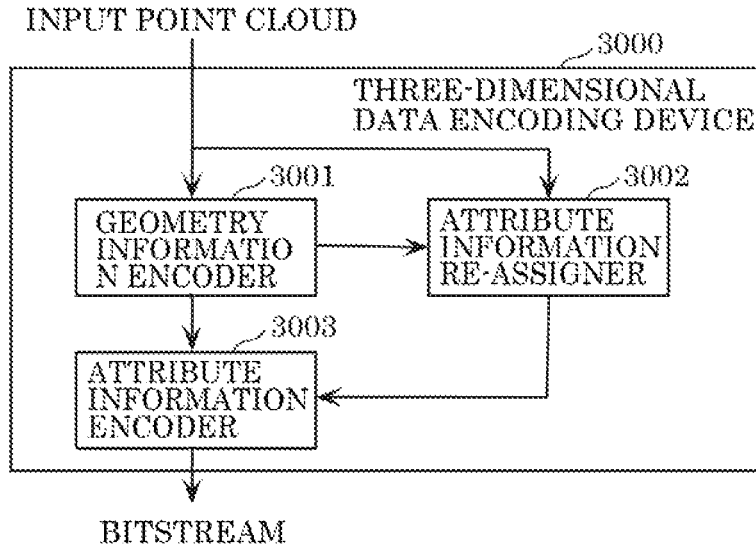 INPUT POINT CLOUD
3000
THREE-DIMENSIONAL
DATA ENCODING DEVICE
3001
GEOMETRY
INFORMATIO
N ENCODER
3002
ATTRIBUTE
INFORMATION
RE-ASSIGNER
3003
ATTRIBUTE
INFORMATION
ENCODER
BITSTREAM